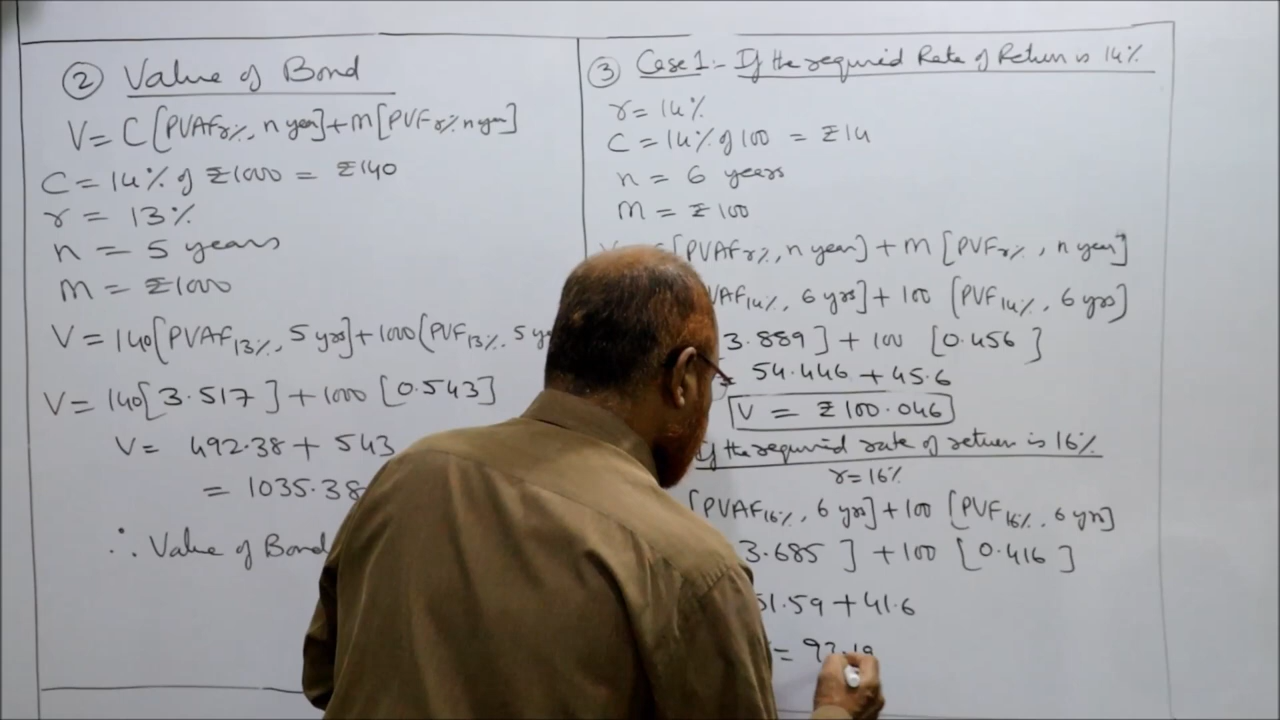 ② Value of Bond
V = C [PVAFr%, n year] + M [PVFr% n year]
C = 14% of ₹1000 = ₹140
r = 13%
n = 5 years
M = ₹1000
V = 140[PVAF13%, 5 yrs] + 1000 (PVF13%, 5 y
V = 140[3.517] + 1000 [0.543]
V = 492.38 + 543
= 1035.38
∴ Value of Bond
③ Case 1:- If the required Rate of Return is 14%
r = 14%
C = 14% of 100 = ₹14
n = 6 years
M = ₹100
[PVAFr%, n year] + M [PVFr%, n year]
VAF14%, 6 yrs] + 100 [PVF14%, 6 yrs]
3.889] + 100 [0.456]
= 54.446 + 45.6
V = ₹100.046
If the required rate of return is 16%
r=16%
[PVAF16%, 6 yrs] + 100 [PVF16%, 6 yrs]
3.685] + 100 [0.416]
51.59 + 41.6
= 93.19